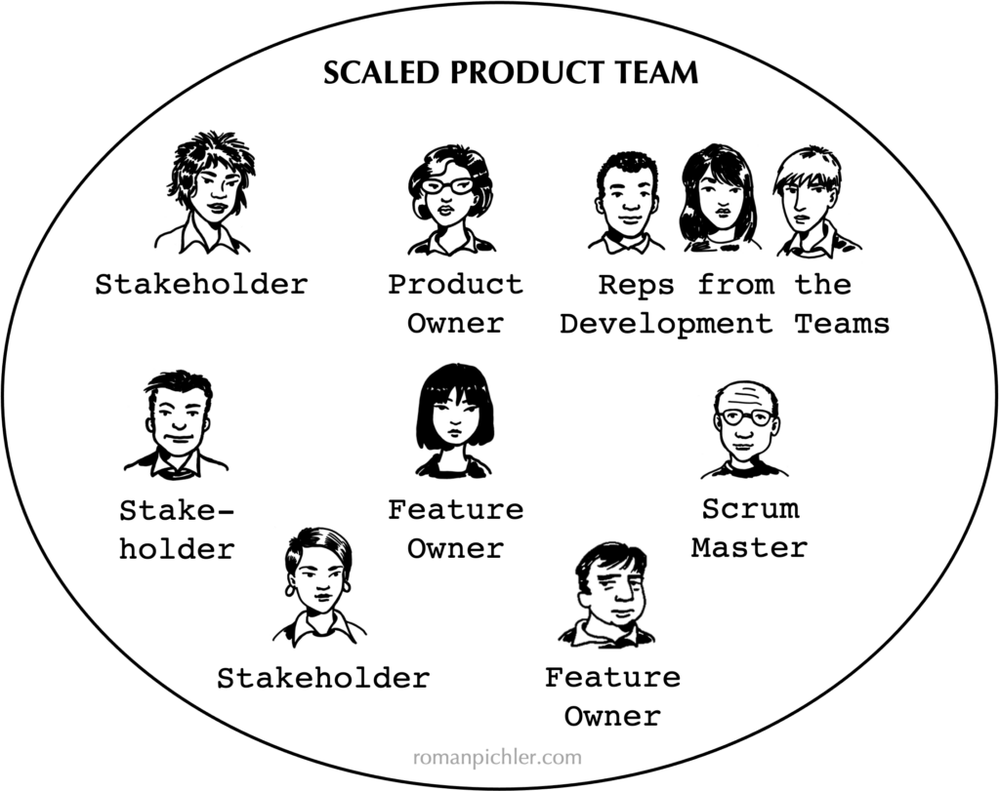 SCALED PRODUCT TEAM
Stakeholder
Product
Owner
Reps from the
Development Teams
Stake-
holder
Feature
Owner
Scrum
Master
Stakeholder
Feature
Owner
romanpichler.com